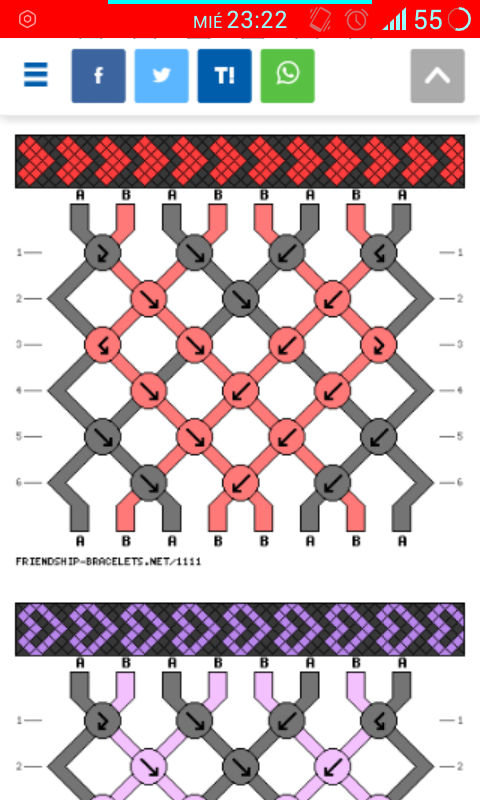 MIÉ 23:22 55
f T!
A B A B B A B A
1 1
2 2
3 3
4 4
5 5
6 6
A B A B B A B A
FRIENDSHIP-BRACELETS.NET/1111
A B A B B A B A
1 1
2 2